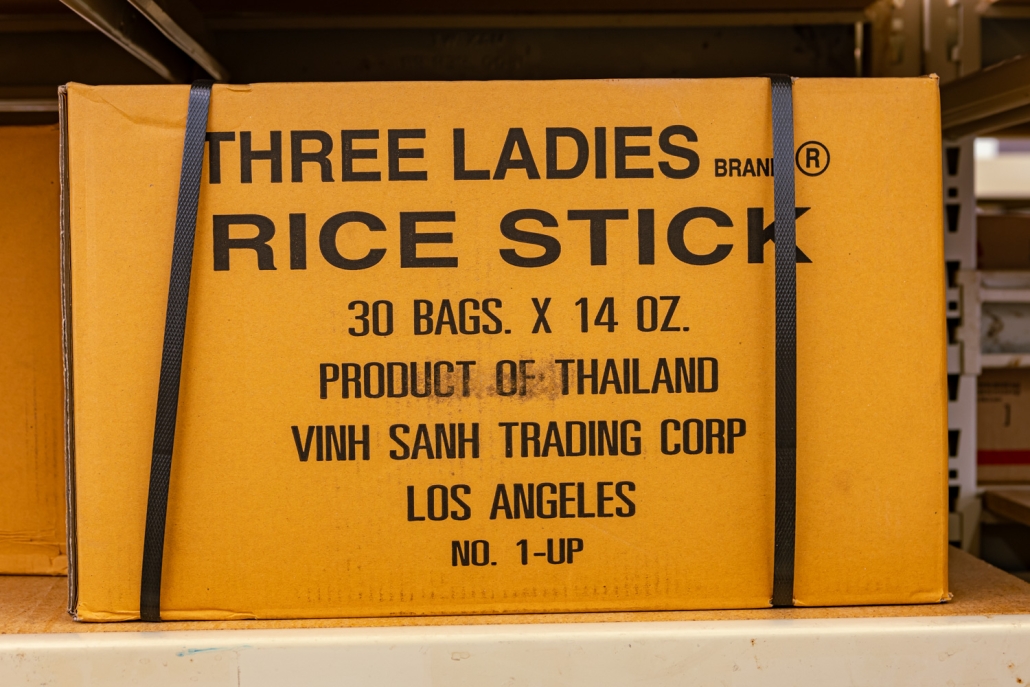 THREE LADIES BRAND ®
RICE STICK
30 BAGS. X 14 OZ.
PRODUCT OF THAILAND
VINH SANH TRADING CORP
LOS ANGELES
NO. 1-UP